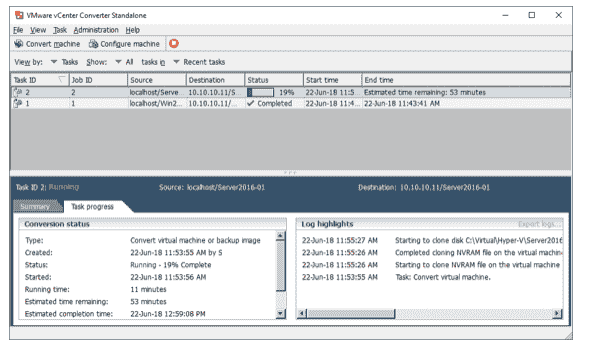 VMware vCenter Converter Standalone
File View Task Administration Help
Convert machine Configure machine
View by: Tasks Show: All tasks in Recent tasks
Task ID Job ID Source Destination Status Start time End time
2 2 localhost/Serve 10.10.10.11/S 19% 22-Jun-18 11:5 Estimated time remaining: 53 minutes
1 1 localhost/Win2... 10.10.10.11/... Completed 22-Jun-18 11:4... 22-Jun-18 11:43:41 AM
Task ID 2: Running Source: localhost/Server2016-01 Destination: 10.10.10.11/Server2016-01
Summary Task progress
Conversion status
Type: Convert virtual machine or backup image
Created: 22-Jun-18 11:53:55 AM by S
Status: Running - 19% Complete
Started: 22-Jun-18 11:53:56 AM
Running time: 11 minutes
Estimated time remaining: 53 minutes
Estimated completion time: 22-Jun-18 12:59:08 PM
Log highlights Export logs...
22-Jun-18 11:55:27 AM Starting to clone disk C:\Virtual\Hyper-V\Server2016
22-Jun-18 11:55:26 AM Completed cloning NVRAM file on the virtual machine
22-Jun-18 11:55:26 AM Starting to clone NVRAM file on the virtual machine
22-Jun-18 11:53:55 AM Task: Convert virtual machine.